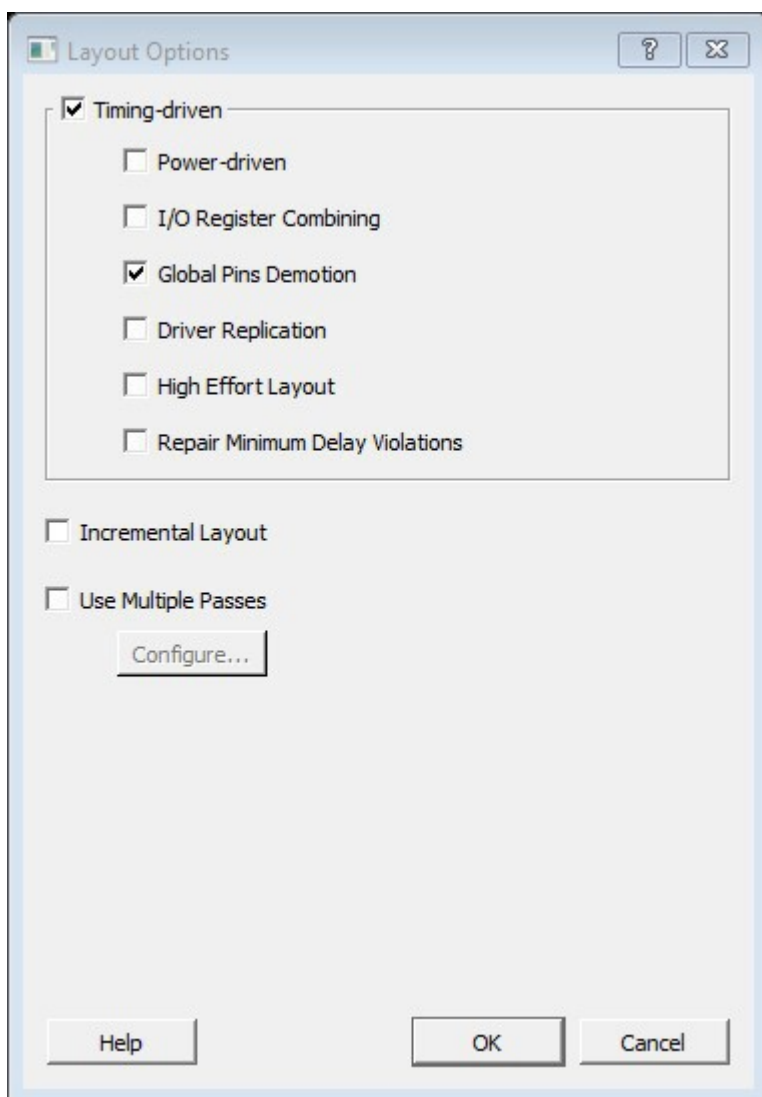 Layout Options
Timing-driven
Power-driven
I/O Register Combining
Global Pins Demotion
Driver Replication
High Effort Layout
Repair Minimum Delay Violations
Incremental Layout
Use Multiple Passes
Configure...
Help OK Cancel